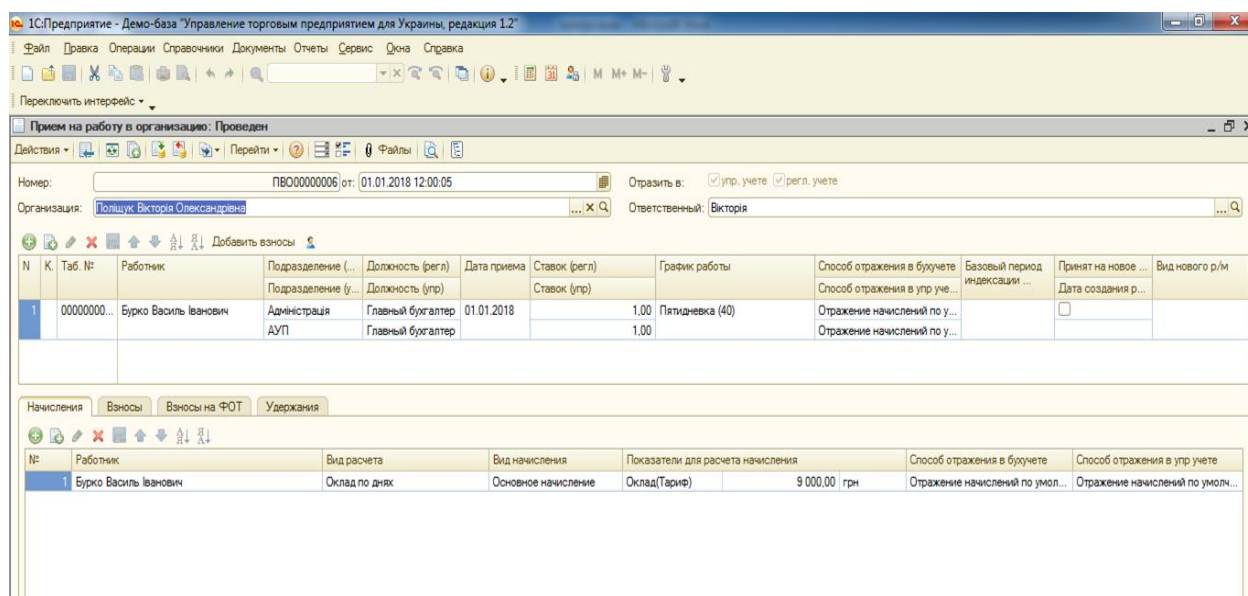 1С:Предприятие - Демо-база "Управление торговым предприятием для Украины, редакция 1.2"
Файл Правка Операции Справочники Документы Отчеты Сервис Окна Справка
M M+ M-
Переключить интерфейс
Прием на работу в организацию: Проведен
Действия Перейти Файлы
Номер: ПВО00000006 от: 01.01.2018 12:00:05 Отразить в: упр. учете регл. учете
Организация: Поліщук Вікторія Олександрівна Ответственный: Вікторія
Добавить взносы
N К. Таб. № Работник Подразделение (... Должность (регл) Дата приема Ставок (регл) График работы Способ отражения в бухучете Базовый период индексации ... Принят на новое ... Вид нового р/м
Подразделение (у... Должность (упр) Ставок (упр) Способ отражения в упр уче... Дата создания р...
1 00000000... Бурко Василь Іванович Адміністрація Главный бухгалтер 01.01.2018 1,00 Пятидневка (40) Отражение начислений по у...
АУП Главный бухгалтер 1,00 Отражение начислений по у...
Начисления Взносы Взносы на ФОТ Удержания
№ Работник Вид расчета Вид начисления Показатели для расчета начисления Способ отражения в бухучете Способ отражения в упр учете
1 Бурко Василь Іванович Оклад по днях Основное начисление Оклад(Тариф) 9 000,00 грн Отражение начислений по умол... Отражение начислений по умолч...